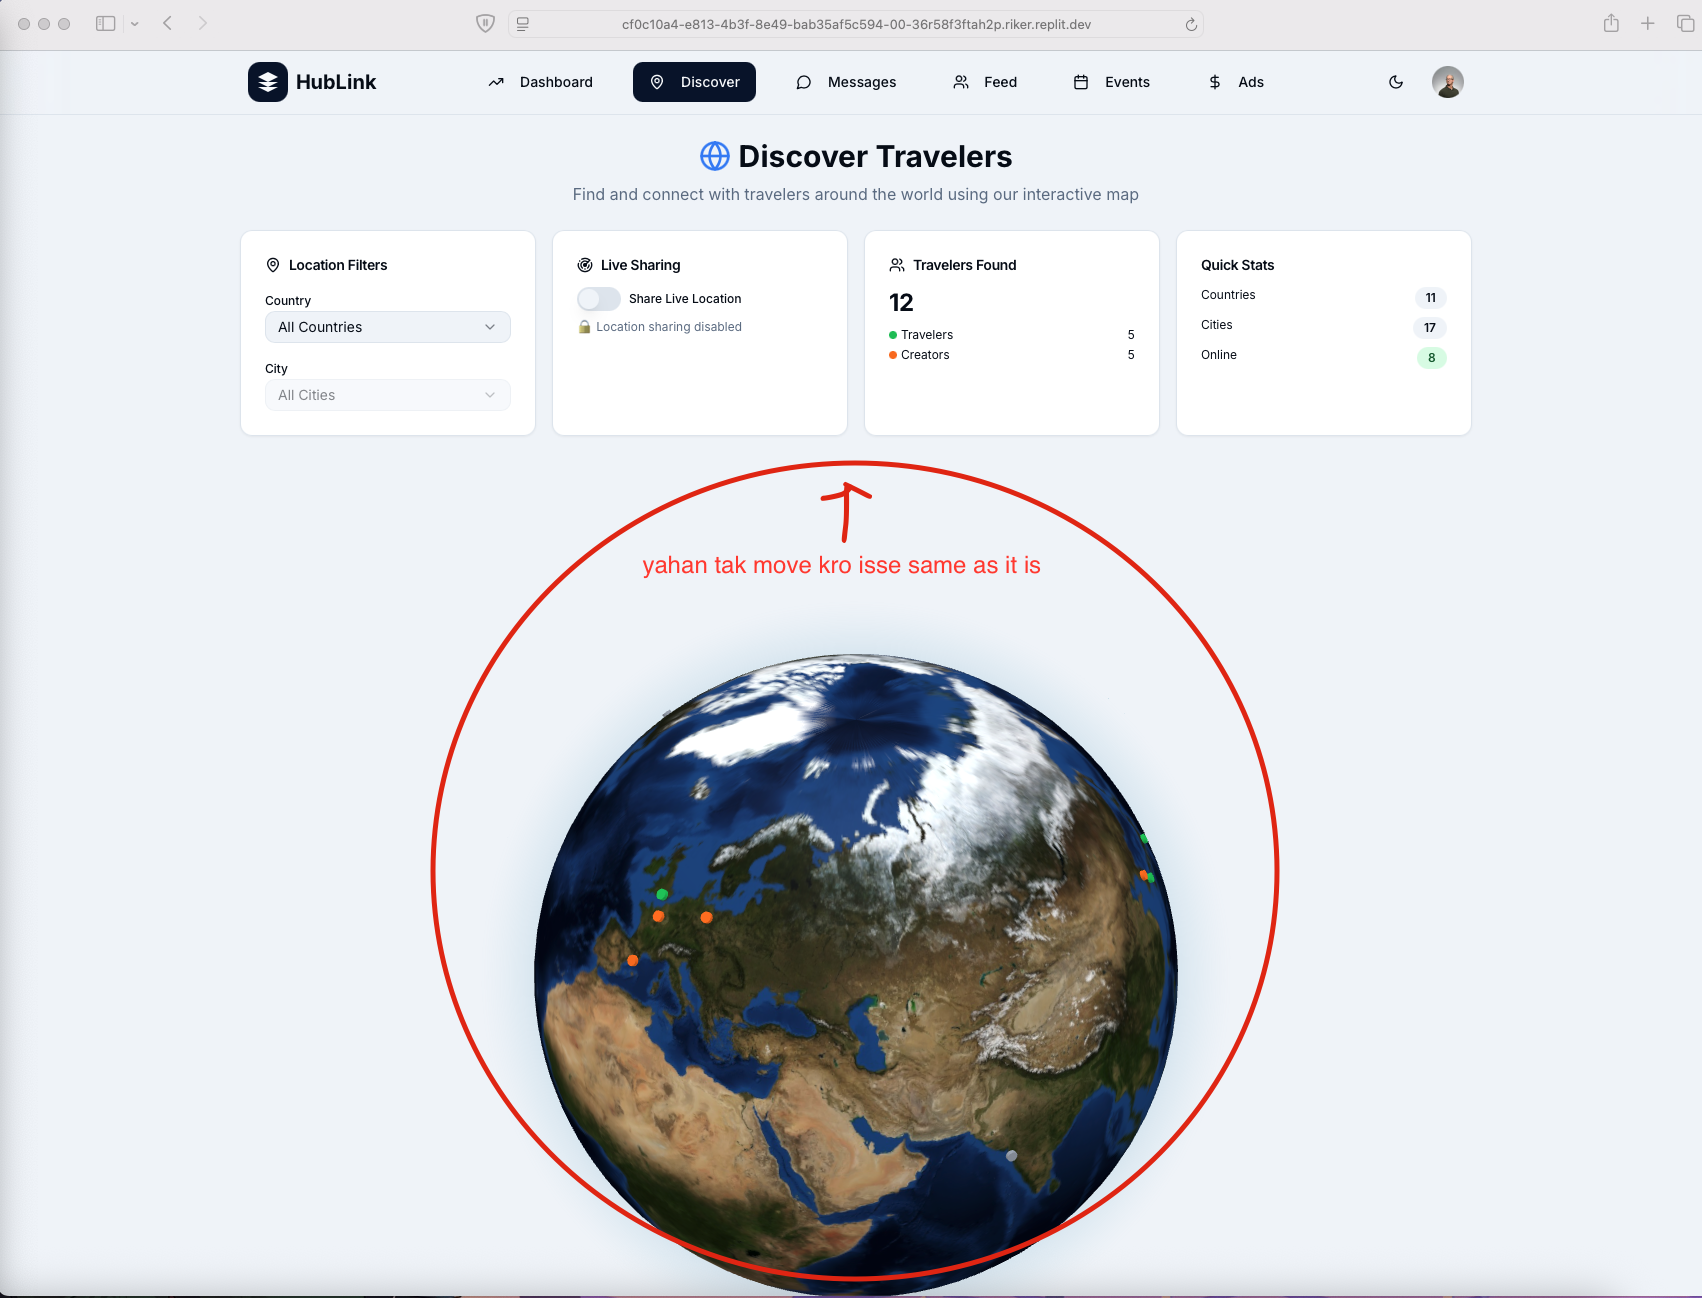 cf0c10a4-e813-4b3f-8e49-bab35af5c594-00-36r58f3ftah2p.riker.replit.dev
HubLink
Dashboard
Discover
Messages
Feed
Events
Ads
Discover Travelers
Find and connect with travelers around the world using our interactive map
Location Filters
Country
All Countries
City
All Cities
Live Sharing
Share Live Location
🔒 Location sharing disabled
Travelers Found
12
Travelers 5
Creators 5
Quick Stats
Countries 11
Cities 17
Online 8
yahan tak move kro isse same as it is